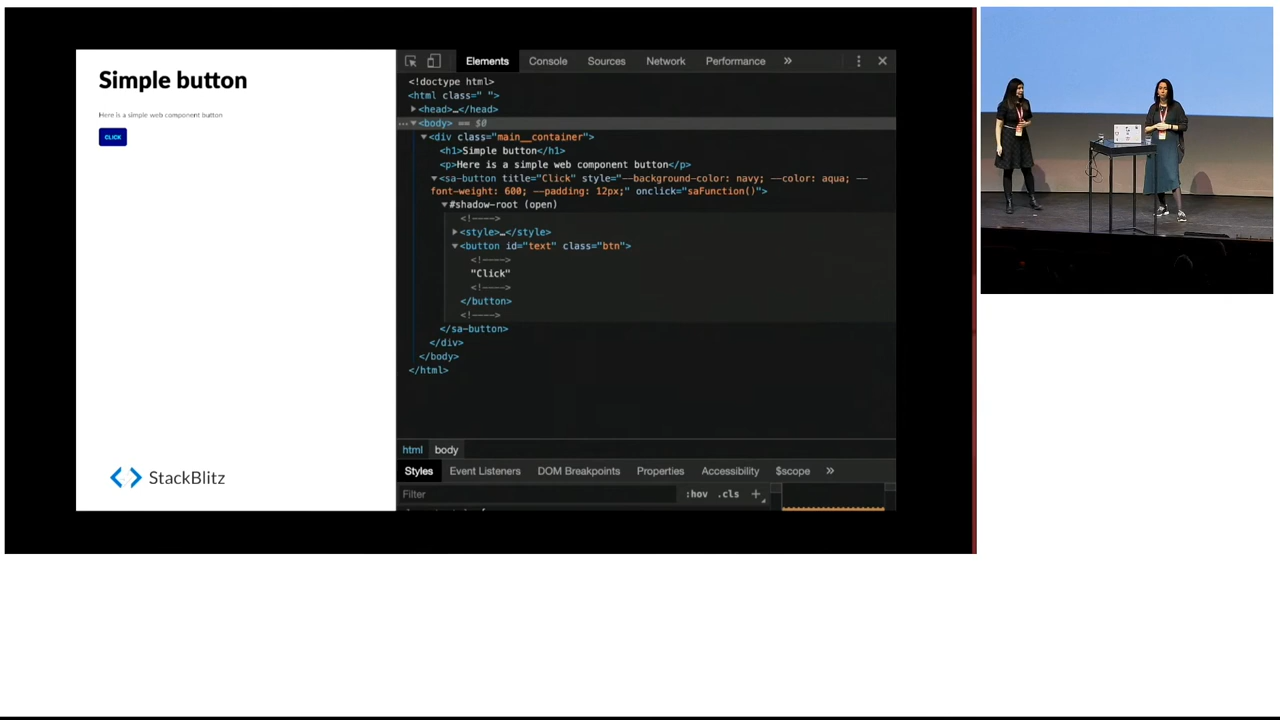 Simple button
Here is a simple web component button
CLICK
StackBlitz
Elements Console Sources Network Performance »
<!doctype html>
<html class=" ">
<head>…</head>
… <body> == $0
<div class="main__container">
<h1>Simple button</h1>
<p>Here is a simple web component button</p>
<sa-button title="Click" style="--background-color: navy; --color: aqua; --
font-weight: 600; --padding: 12px;" onclick="saFunction()">
#shadow-root (open)
<!---->
<style>…</style>
<button id="text" class="btn">
<!---->
"Click"
<!---->
</button>
<!---->
</sa-button>
</div>
</body>
</html>
html body
Styles Event Listeners DOM Breakpoints Properties Accessibility $scope »
Filter :hov .cls +